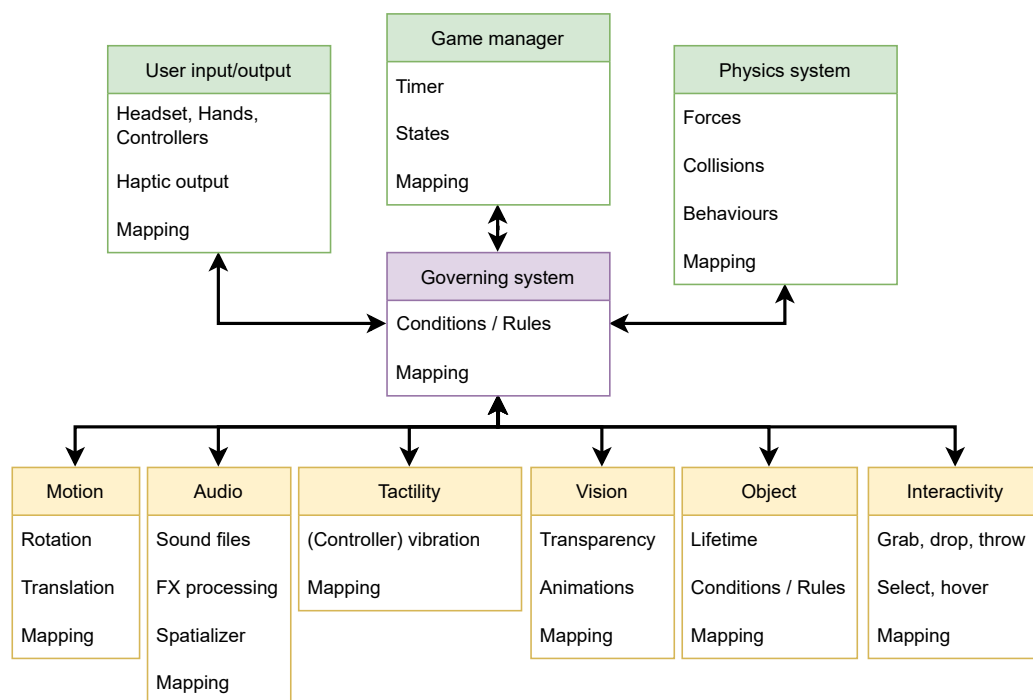 User input/output
Headset, Hands,
Controllers
Haptic output
Mapping
Game manager
Timer
States
Mapping
Physics system
Forces
Collisions
Behaviours
Mapping
Governing system
Conditions / Rules
Mapping
Motion
Rotation
Translation
Mapping
Audio
Sound files
FX processing
Spatializer
Mapping
Tactility
(Controller) vibration
Mapping
Vision
Transparency
Animations
Mapping
Object
Lifetime
Conditions / Rules
Mapping
Interactivity
Grab, drop, throw
Select, hover
Mapping